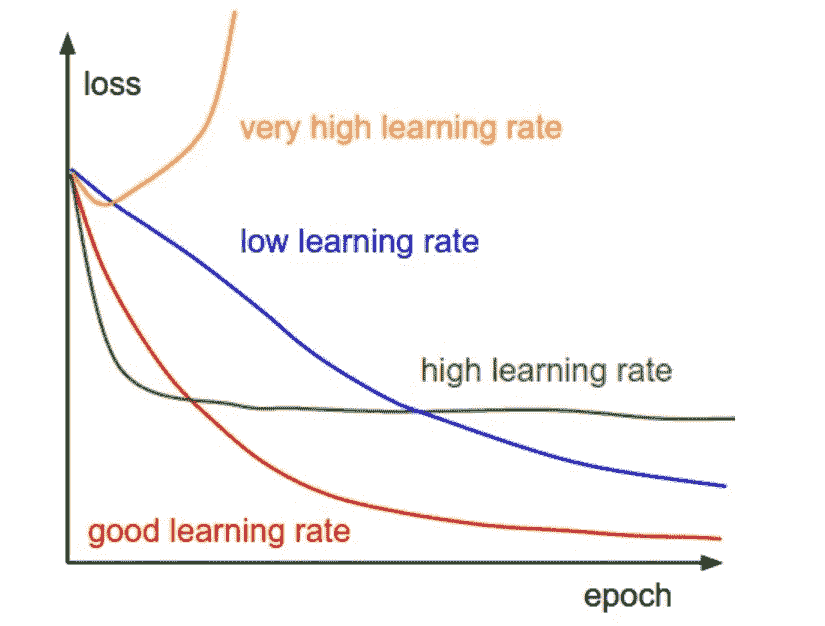 loss
very high learning rate
low learning rate
high learning rate
good learning rate
epoch